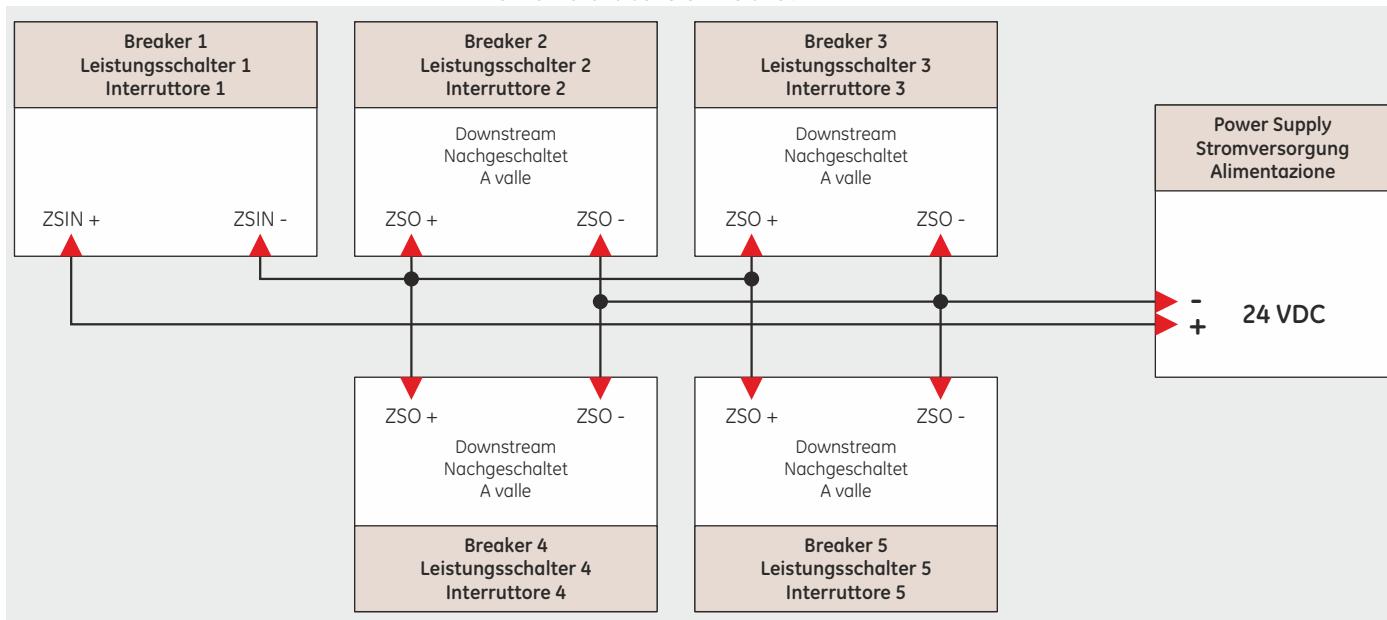 Breaker 1
Leistungsschalter 1
Interruttore 1
ZSIN +
ZSIN -
Breaker 2
Leistungsschalter 2
Interruttore 2
Downstream
Nachgeschaltet
A valle
ZSO +
ZSO -
Breaker 3
Leistungsschalter 3
Interruttore 3
Downstream
Nachgeschaltet
A valle
ZSO +
ZSO -
Power Supply
Stromversorgung
Alimentazione
-
+
24 VDC
ZSO +
ZSO -
Downstream
Nachgeschaltet
A valle
Breaker 4
Leistungsschalter 4
Interruttore 4
ZSO +
ZSO -
Downstream
Nachgeschaltet
A valle
Breaker 5
Leistungsschalter 5
Interruttore 5